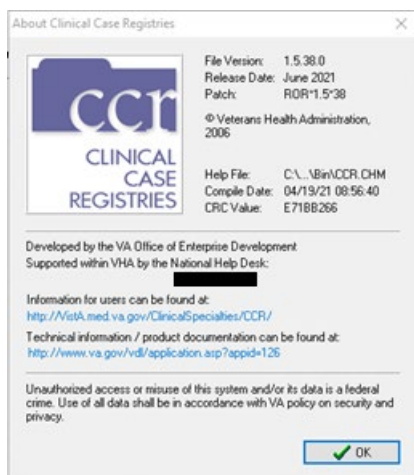 About Clinical Case Registries
ccr
CLINICAL
CASE
REGISTRIES
File Version: 1.5.38.0
Release Date: June 2021
Patch: ROR*1.5*38
© Veterans Health Administration,
2006
Help File: C:\...\Bin\CCR.CHM
Compile Date: 04/19/21 08:56:40
CRC Value: E71BB266
Developed by the VA Office of Enterprise Development
Supported within VHA by the National Help Desk:
Information for users can be found at:
http://VistA.med.va.gov/ClinicalSpecialties/CCR/
Technical information / product documentation can be found at:
http://www.va.gov/vdl/application.asp?appid=126
Unauthorized access or misuse of this system and/or its data is a federal
crime. Use of all data shall be in accordance with VA policy on security and
privacy.
OK